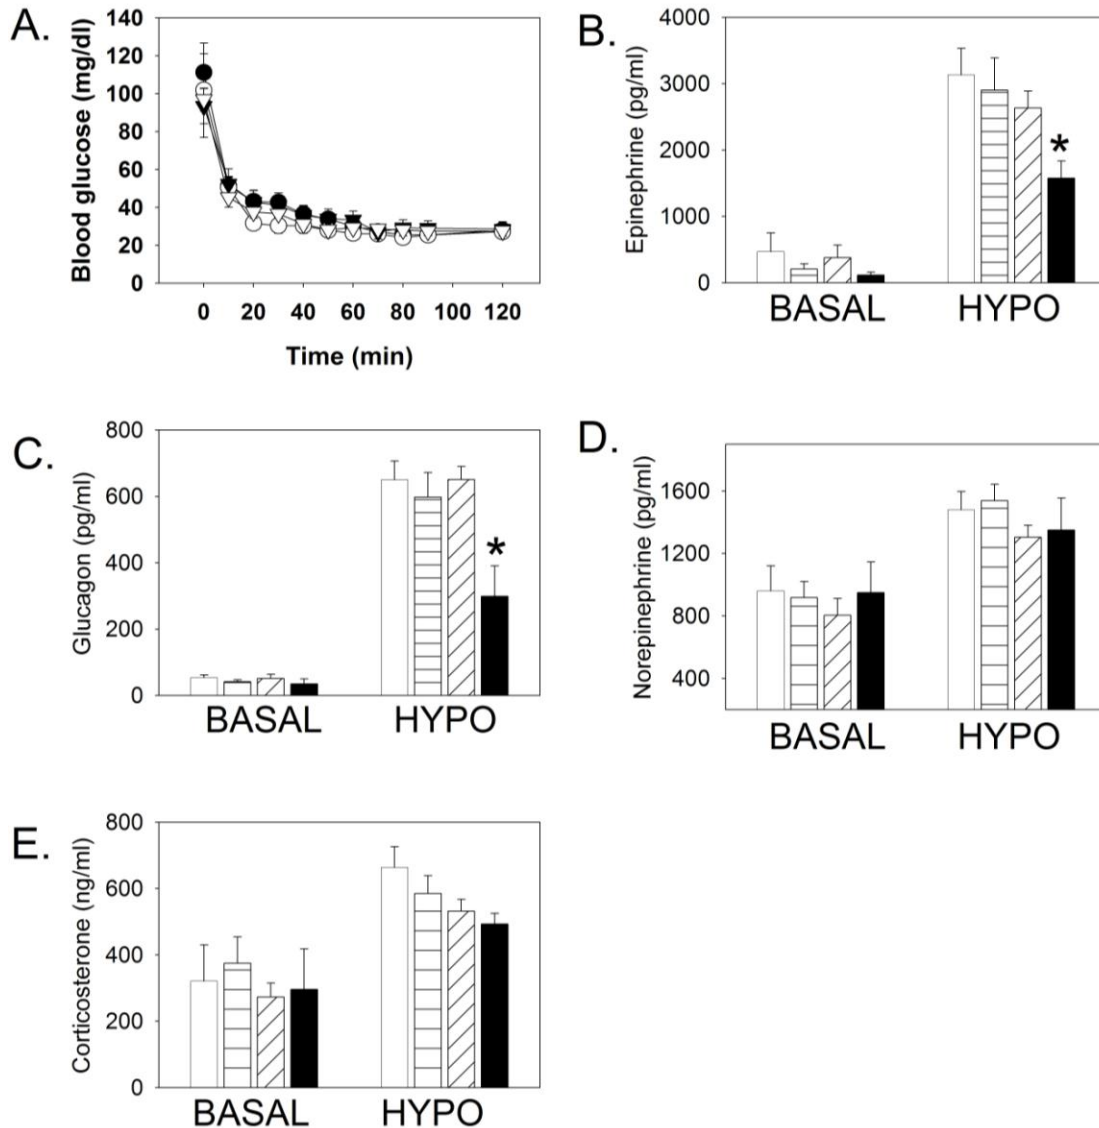 A.
Blood glucose (mg/dl)
140
120
100
80
60
40
20
0
0 20 40 60 80 100 120
Time (min)
B.
Epinephrine (pg/ml)
4000
3000
2000
1000
0
*
BASAL HYPO
C.
Glucagon (pg/ml)
800
600
400
200
0
*
BASAL HYPO
D.
Norepinephrine (pg/ml)
1600
1200
800
400
BASAL HYPO
E.
Corticosterone (ng/ml)
800
600
400
200
0
BASAL HYPO